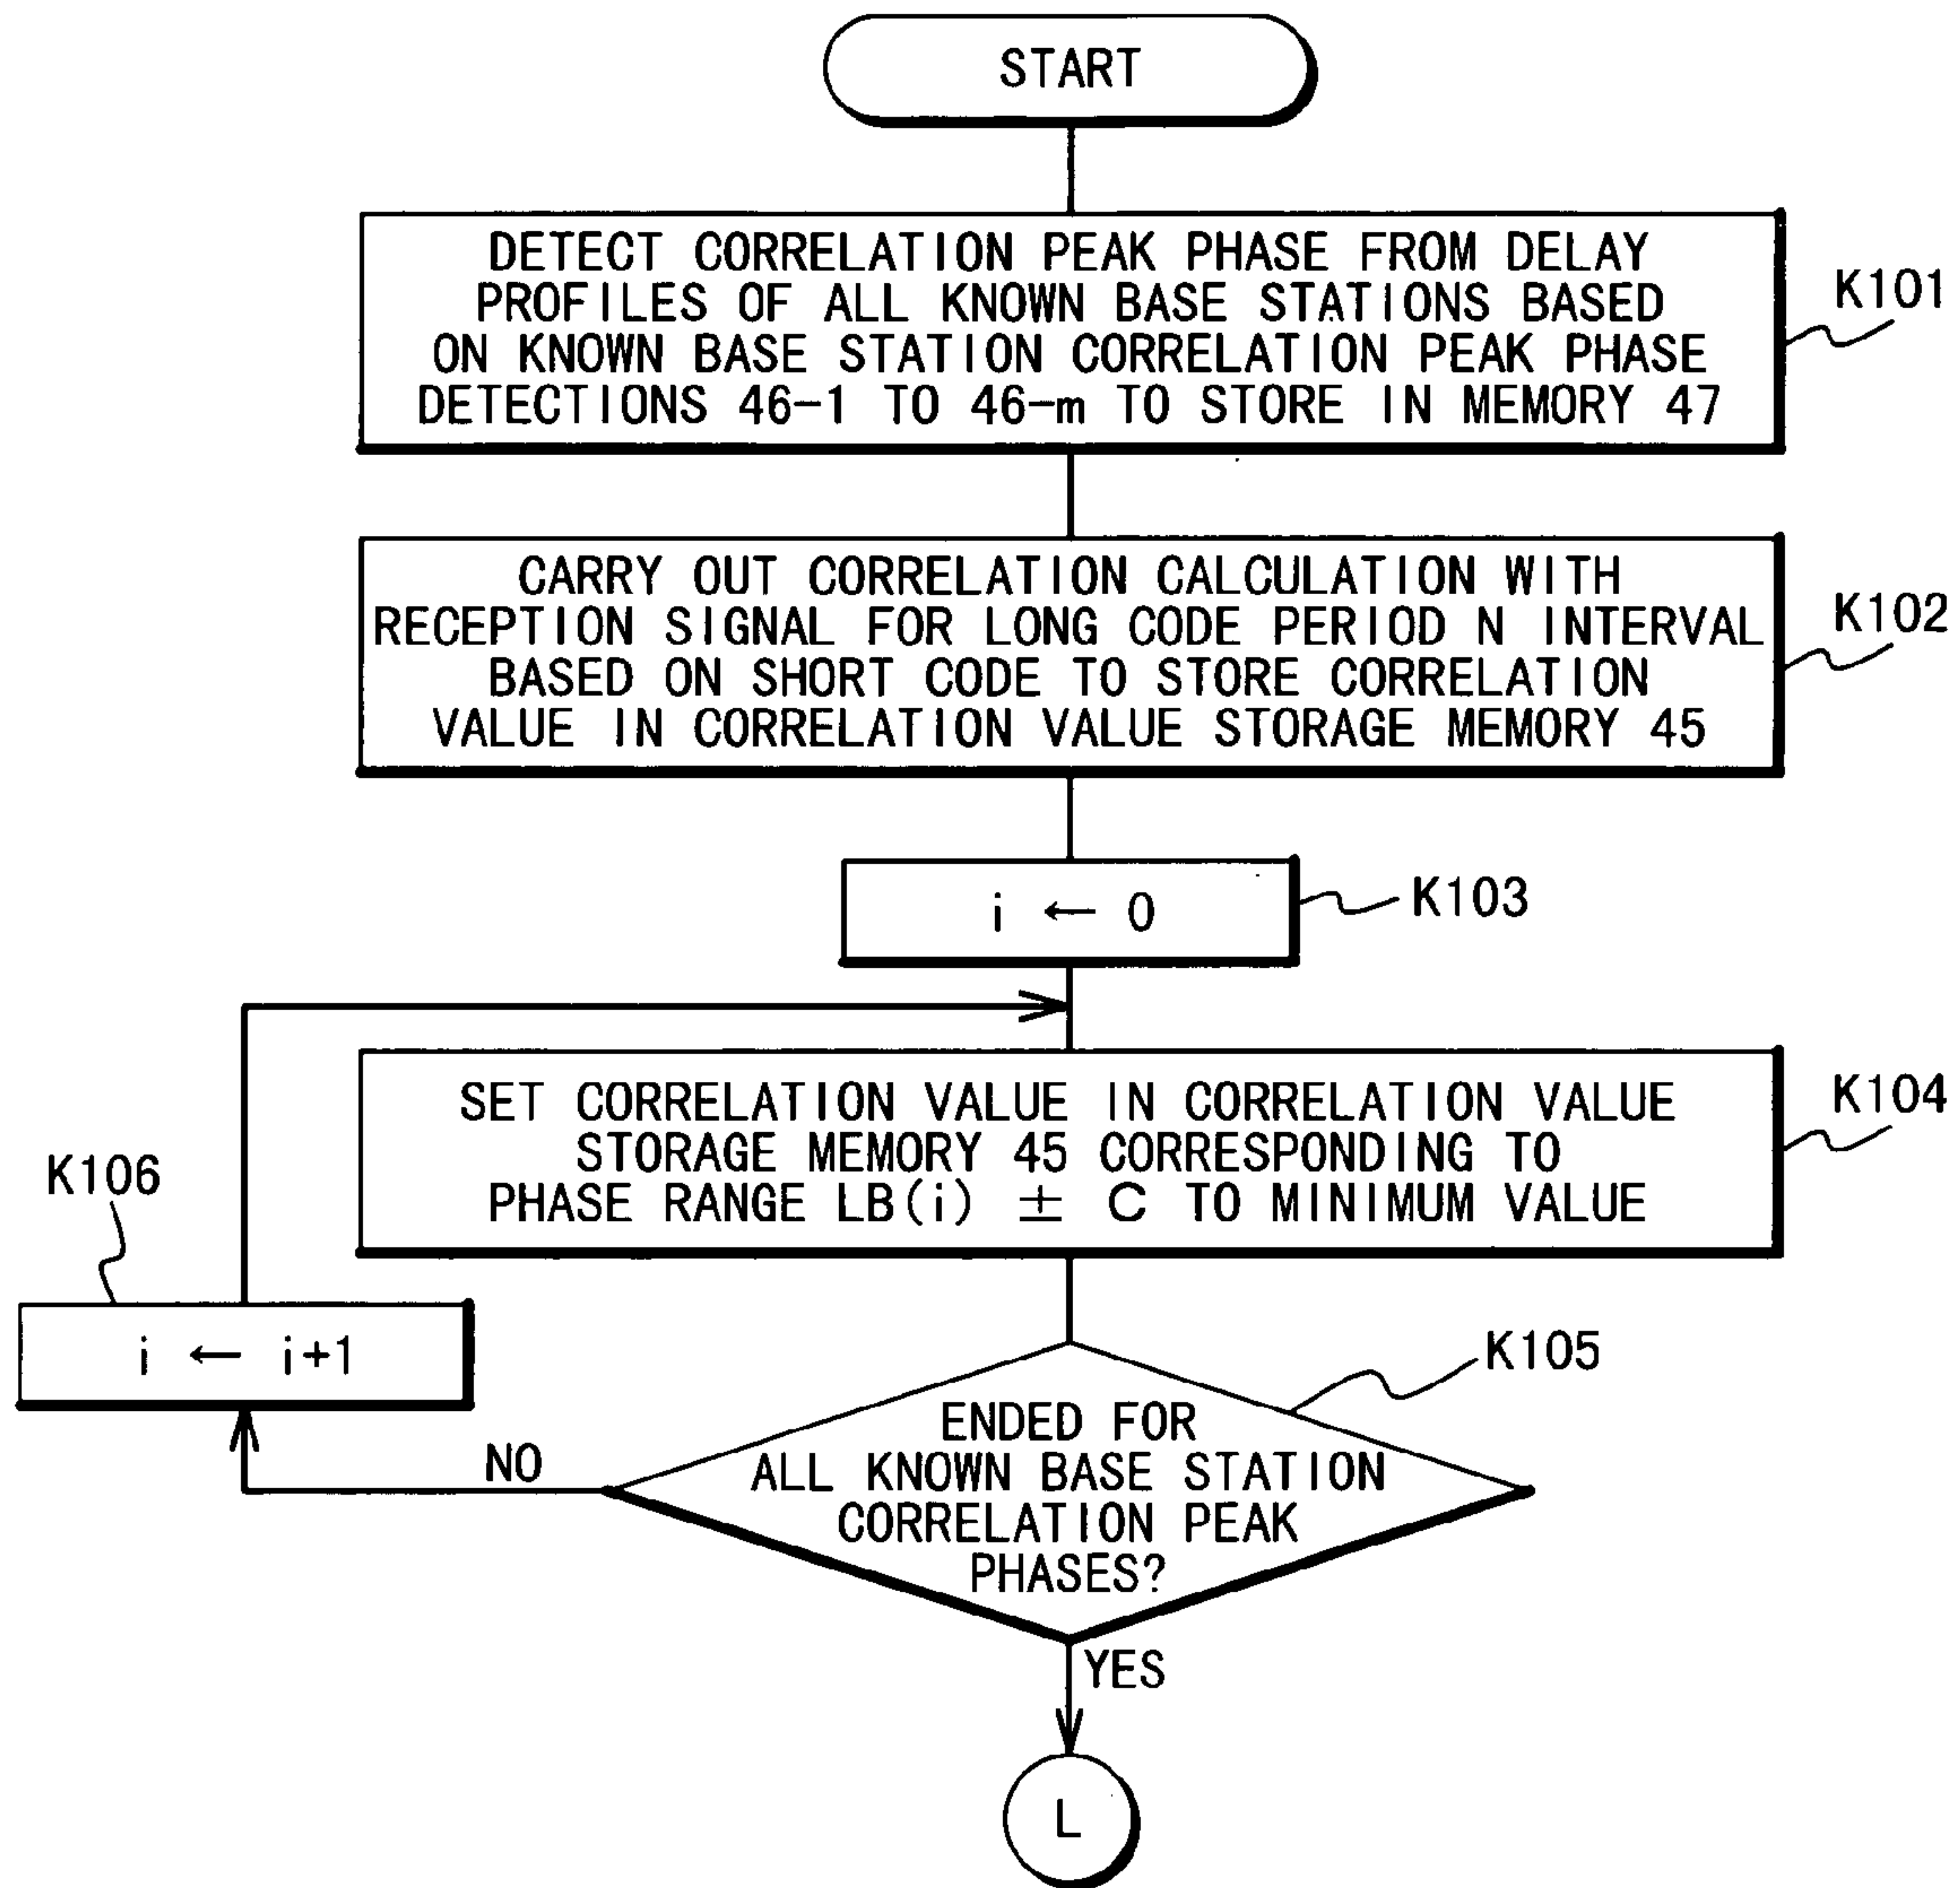 START
DETECT CORRELATION PEAK PHASE FROM DELAY
PROFILES OF ALL KNOWN BASE STATIONS BASED
ON KNOWN BASE STATION CORRELATION PEAK PHASE
DETECTIONS 46-1 TO 46-m TO STORE IN MEMORY 47
K101
CARRY OUT CORRELATION CALCULATION WITH
RECEPTION SIGNAL FOR LONG CODE PERIOD N INTERVAL
BASED ON SHORT CODE TO STORE CORRELATION
VALUE IN CORRELATION VALUE STORAGE MEMORY 45
K102
i ← 0
K103
SET CORRELATION VALUE IN CORRELATION VALUE
STORAGE MEMORY 45 CORRESPONDING TO
PHASE RANGE LB(i) ± C TO MINIMUM VALUE
K104
K106
i ← i+1
K105
ENDED FOR
ALL KNOWN BASE STATION
CORRELATION PEAK
PHASES?
NO
YES
L